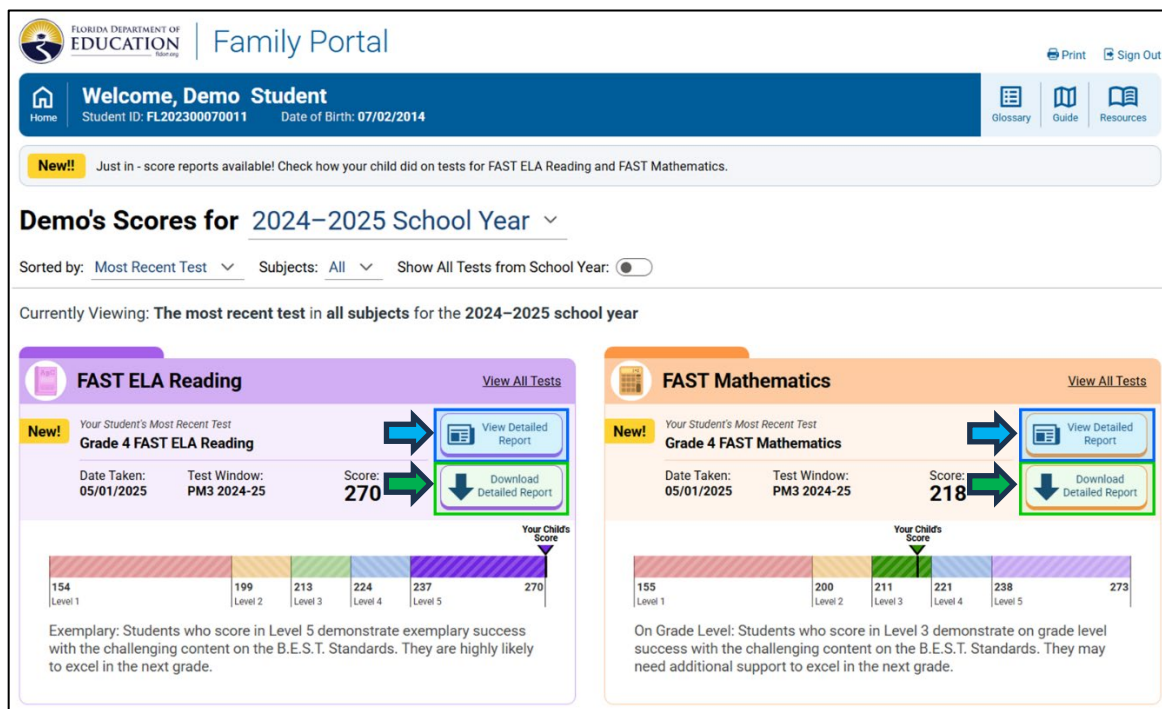 FLORIDA DEPARTMENT OF
EDUCATION
fldoe.org
Family Portal
Print
Sign Out
Home
Welcome, Demo Student
Student ID: FL202300070011 Date of Birth: 07/02/2014
Glossary
Guide
Resources
New!! Just in - score reports available! Check how your child did on tests for FAST ELA Reading and FAST Mathematics.
Demo's Scores for 2024–2025 School Year
Sorted by: Most Recent Test Subjects: All Show All Tests from School Year:
Currently Viewing: The most recent test in all subjects for the 2024–2025 school year
FAST ELA Reading
View All Tests
New!
Your Student's Most Recent Test
Grade 4 FAST ELA Reading
View Detailed
Report
Date Taken:
05/01/2025
Test Window:
PM3 2024-25
Score:
270
Download
Detailed Report
Your Child's
Score
154 199 213 224 237 270
Level 1 Level 2 Level 3 Level 4 Level 5
Exemplary: Students who score in Level 5 demonstrate exemplary success
with the challenging content on the B.E.S.T. Standards. They are highly likely
to excel in the next grade.
FAST Mathematics
View All Tests
New!
Your Student's Most Recent Test
Grade 4 FAST Mathematics
View Detailed
Report
Date Taken:
05/01/2025
Test Window:
PM3 2024-25
Score:
218
Download
Detailed Report
Your Child's
Score
155 200 211 221 238 273
Level 1 Level 2 Level 3 Level 4 Level 5
On Grade Level: Students who score in Level 3 demonstrate on grade level
success with the challenging content on the B.E.S.T. Standards. They may
need additional support to excel in the next grade.